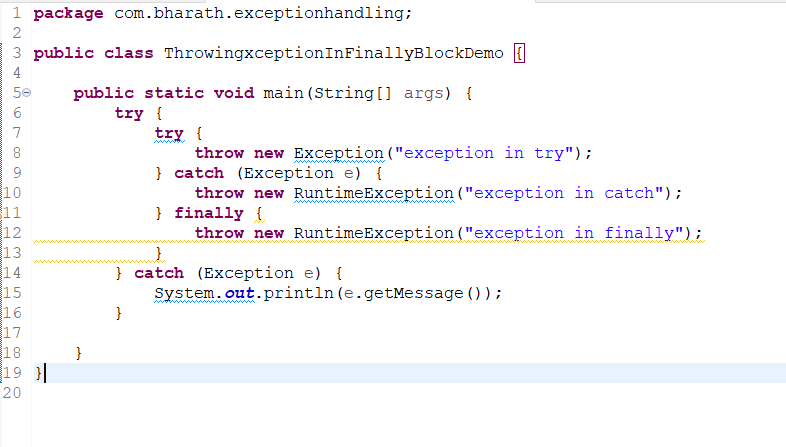 1 package com.bharath.exceptionhandling;
2
3 public class ThrowingxceptionInFinallyBlockDemo {
4
5 public static void main(String[] args) {
6 try {
7 try {
8 throw new Exception("exception in try");
9 } catch (Exception e) {
10 throw new RuntimeException("exception in catch");
11 } finally {
12 throw new RuntimeException("exception in finally");
13 }
14 } catch (Exception e) {
15 System.out.println(e.getMessage());
16 }
17
18 }
19 }
20